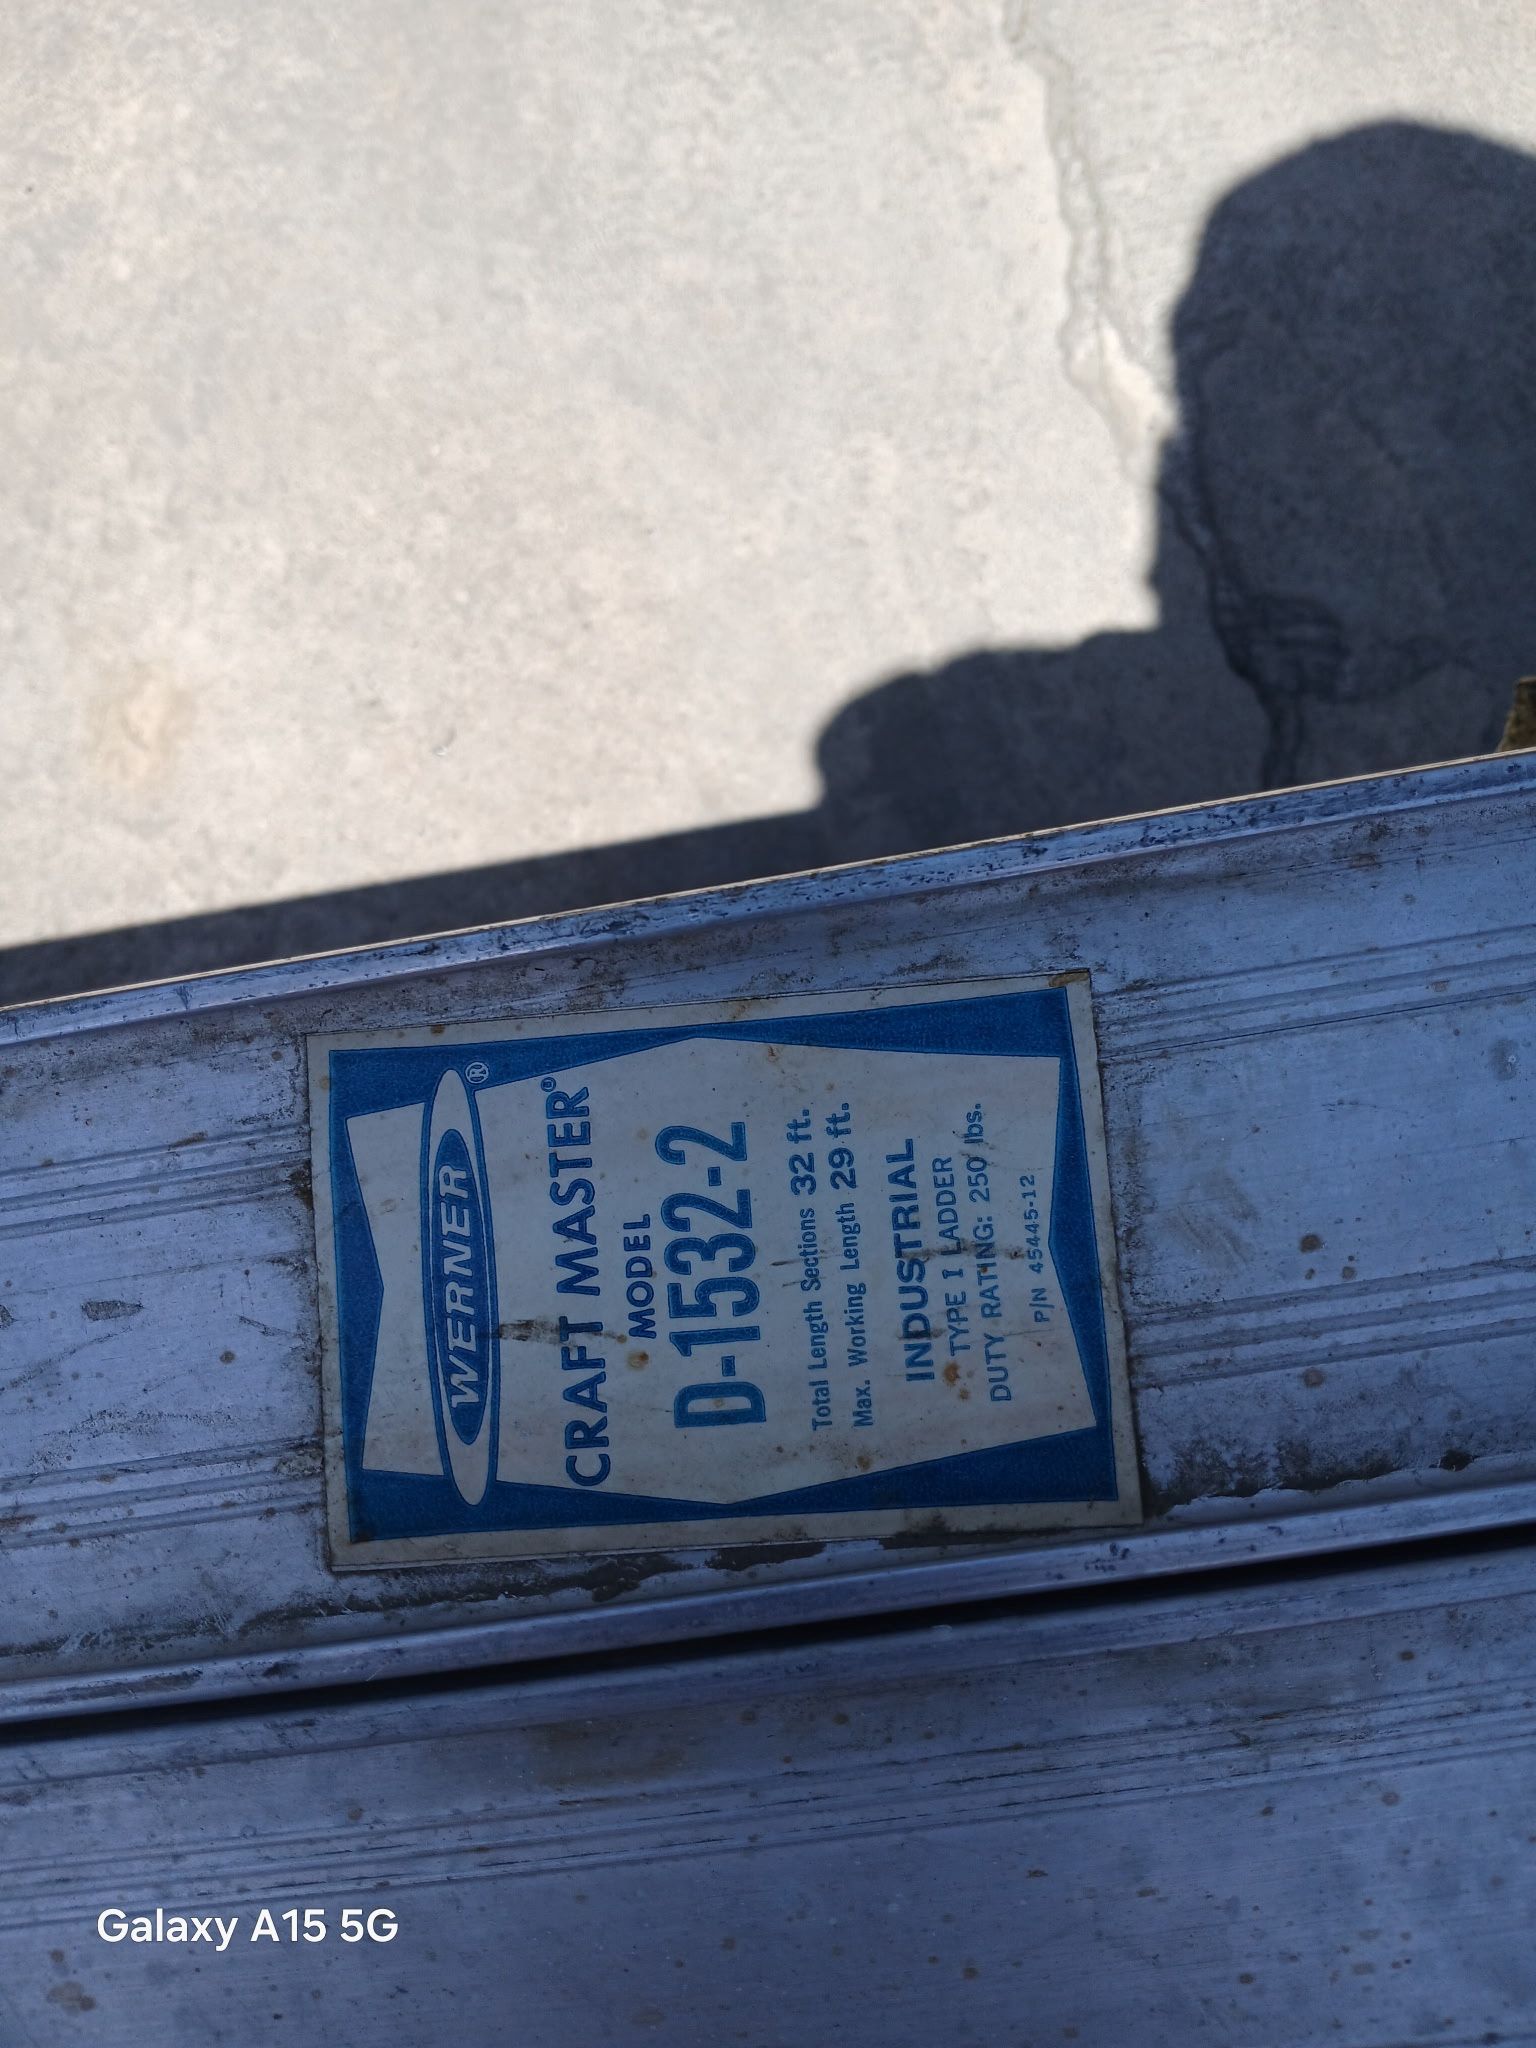 WERNER®
CRAFT MASTER®
MODEL
D-1532-2
Total Length Sections 32 ft.
Max. Working Length 29 ft.
INDUSTRIAL
TYPE I LADDER
DUTY RATING: 250 lbs.
P/N 45445-12
Galaxy A15 5G